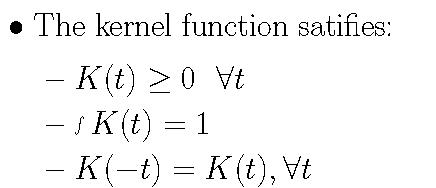 • The kernel function satifies:
– K(t) ≥ 0 ∀t
– ∫ K(t) = 1
– K(−t) = K(t), ∀t